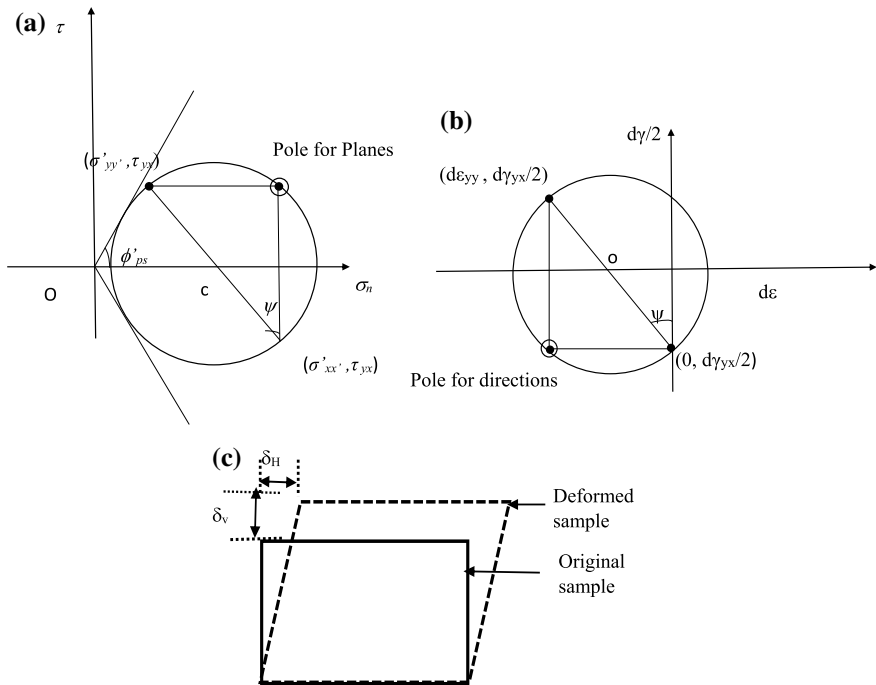 (a)
τ
(σ'yy' ,τyx)
Pole for Planes
ϕ'ps
O
c
σn
ψ
(σ'xx' ,τyx)
(b)
dγ/2
(dεyy , dγyx/2)
o
dε
ψ
(0, dγyx/2)
Pole for directions
(c)
δH
δv
Deformed
sample
Original
sample